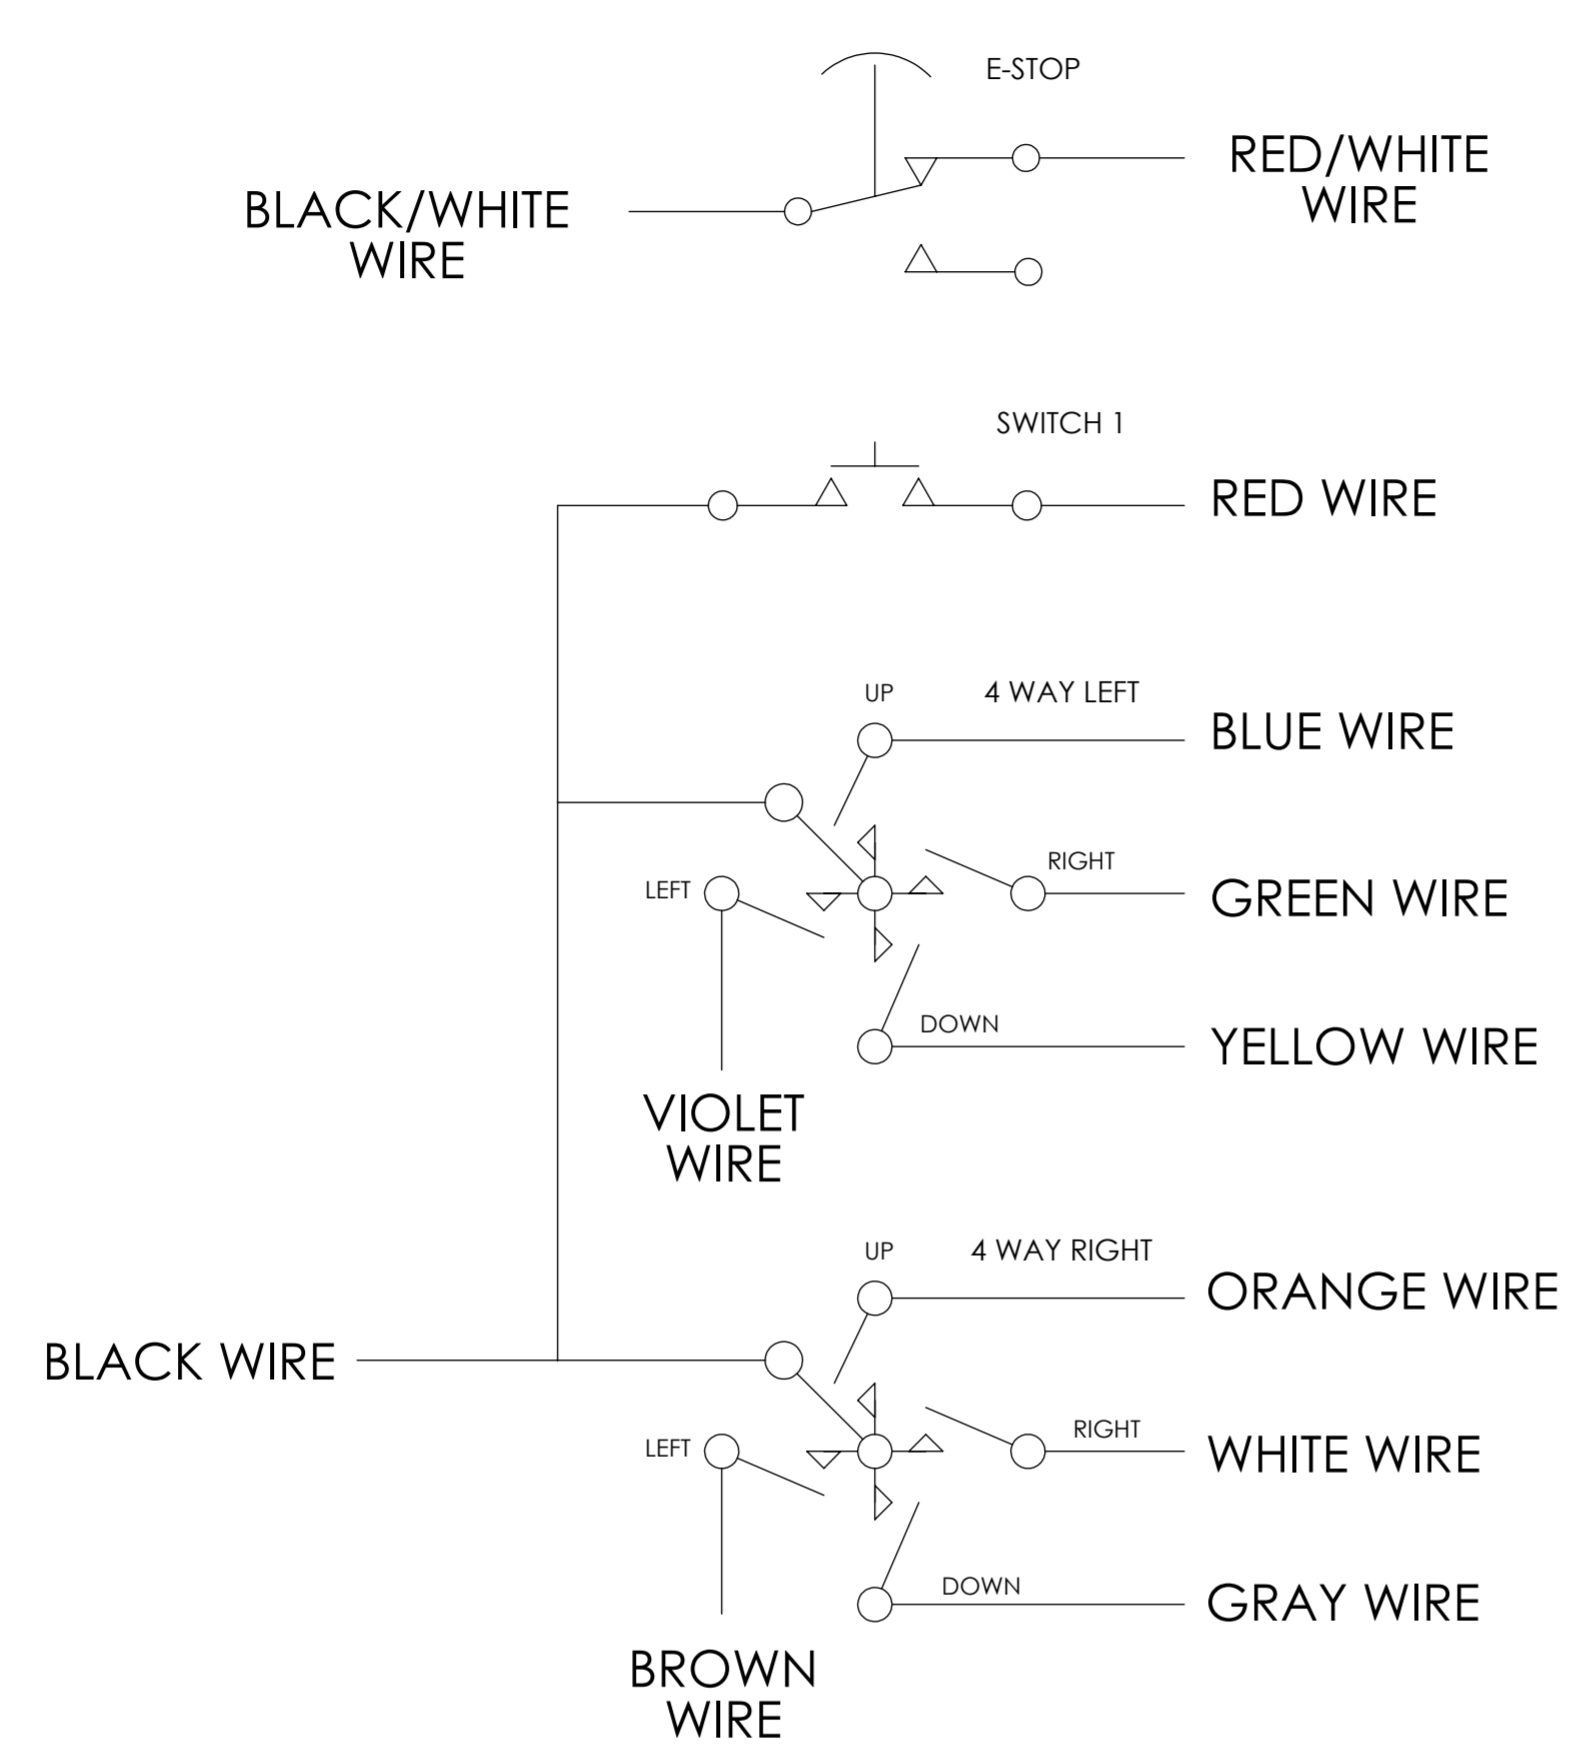 E-STOP
RED/WHITE
WIRE
BLACK/WHITE
WIRE
SWITCH 1
RED WIRE
UP
4 WAY LEFT
BLUE WIRE
RIGHT
LEFT
GREEN WIRE
DOWN
YELLOW WIRE
VIOLET
WIRE
UP
4 WAY RIGHT
ORANGE WIRE
BLACK WIRE
RIGHT
LEFT
WHITE WIRE
DOWN
GRAY WIRE
BROWN
WIRE